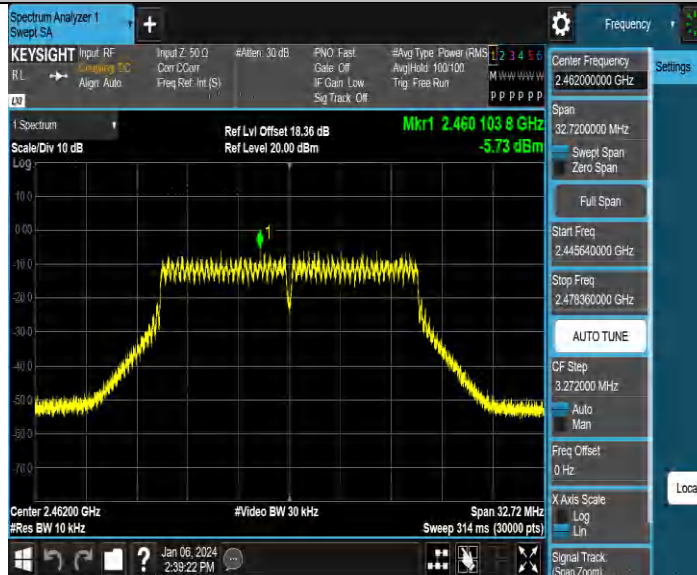 Spectrum Analyzer 1
Swept SA
+
Frequency
KEYSIGHT
RL
Input: RF
Coupling: DC
Align: Auto
Input Z: 50 Ω
Corr CCorr
Freq Ref: Int (S)
#Atten: 30 dB
PNO: Fast
Gate: Off
IF Gain: Low
Sig Track: Off
#Avg Type: Power (RMS
Avg|Hold: 100/100
Trig: Free Run
1 2 3 4 5 6
M W W W W W
P P P P P P
LXI
1 Spectrum
Scale/Div 10 dB
Log
Ref Lvl Offset 18.36 dB
Ref Level 20.00 dBm
Mkr1 2.460 103 8 GHz
-5.73 dBm
1
10.0
0.00
-10.0
-20.0
-30.0
-40.0
-50.0
-60.0
-70.0
Center 2.46200 GHz
#Res BW 10 kHz
#Video BW 30 kHz
Span 32.72 MHz
Sweep 314 ms (30000 pts)
Center Frequency
2.462000000 GHz
Settings
Span
32.7200000 MHz
Swept Span
Zero Span
Full Span
Start Freq
2.445640000 GHz
Stop Freq
2.478360000 GHz
AUTO TUNE
CF Step
3.272000 MHz
Auto
Man
Freq Offset
0 Hz
X Axis Scale
Log
Lin
Loca
Signal Track
(Span Zoom)
?
Jan 06, 2024
2:39:22 PM